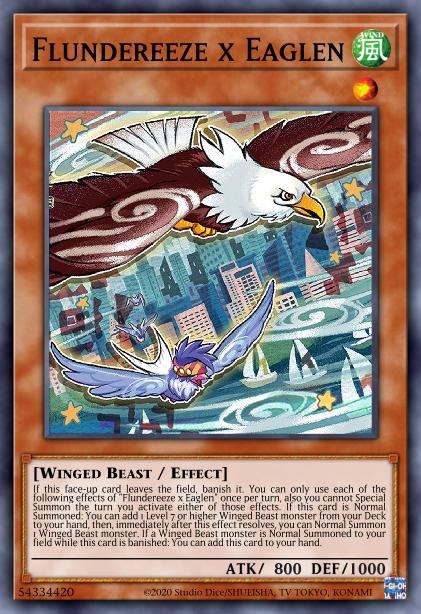 FLUNDEREEZE X EAGLEN
WIND
風
[WINGED BEAST / EFFECT]
If this face-up card leaves the field, banish it. You can only use each of the
following effects of "Flundereeze x Eaglen" once per turn, also you cannot Special
Summon the turn you activate either of those effects. If this card is Normal
Summoned: You can add 1 Level 7 or higher Winged Beast monster from your Deck
to your hand, then, immediately after this effect resolves, you can Normal Summon
1 Winged Beast monster. If a Winged Beast monster is Normal Summoned to your
field while this card is banished: You can add this card to your hand.
ATK/ 800 DEF/1000
54334420
©2020 Studio Dice/SHUEISHA, TV TOKYO, KONAMI